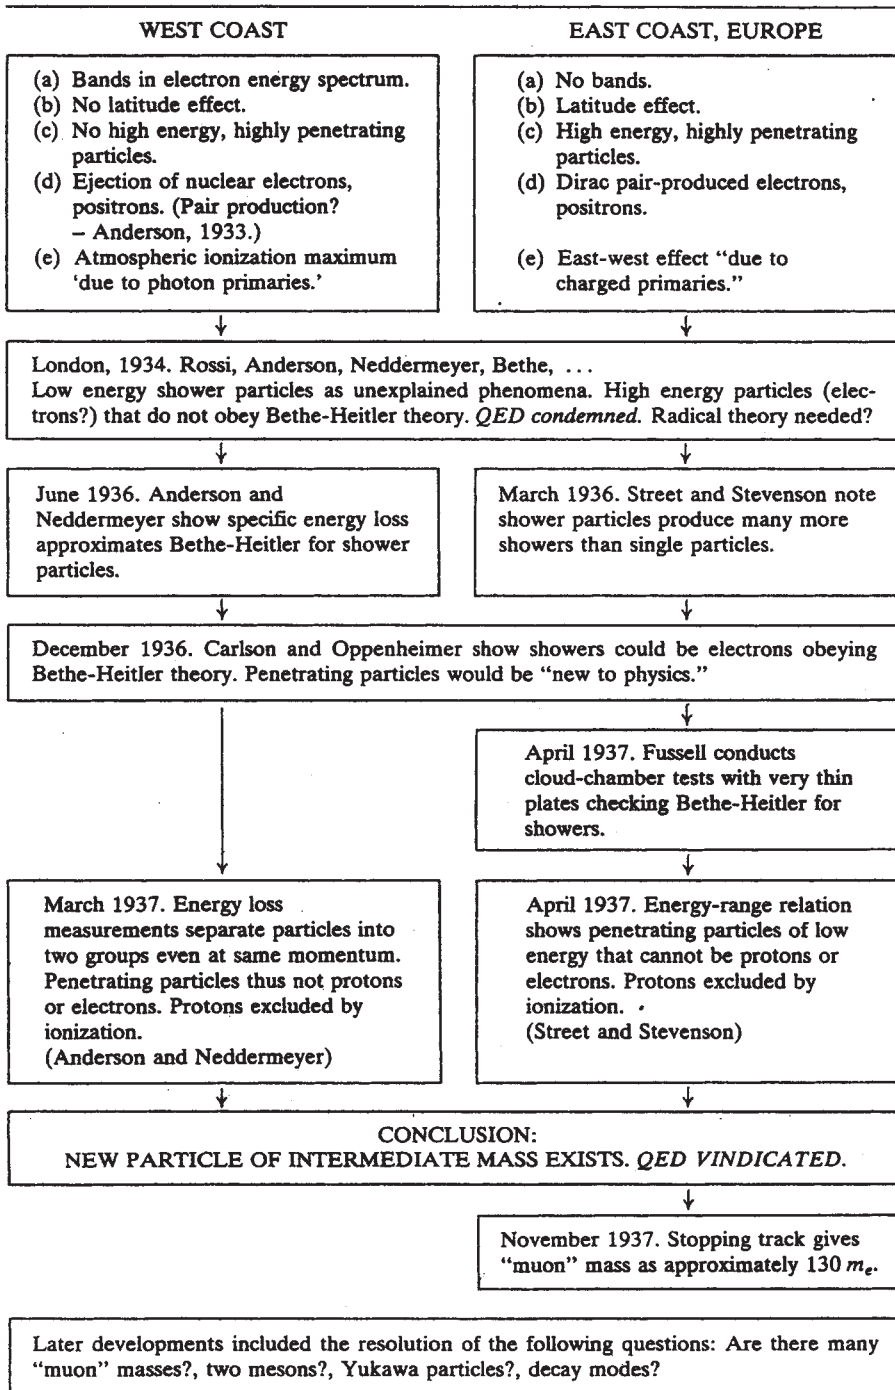 WEST COAST
(a) Bands in electron energy spectrum.
(b) No latitude effect.
(c) No high energy, highly penetrating
particles.
(d) Ejection of nuclear electrons,
positrons. (Pair production?
– Anderson, 1933.)
(e) Atmospheric ionization maximum
'due to photon primaries.'
EAST COAST, EUROPE
(a) No bands.
(b) Latitude effect.
(c) High energy, highly penetrating
particles.
(d) Dirac pair-produced electrons,
positrons.
(e) East-west effect “due to
charged primaries.”
London, 1934. Rossi, Anderson, Neddermeyer, Bethe, ...
Low energy shower particles as unexplained phenomena. High energy particles (elec-
trons?) that do not obey Bethe-Heitler theory. QED condemned. Radical theory needed?
June 1936. Anderson and
Neddermeyer show specific energy loss
approximates Bethe-Heitler for shower
particles.
March 1936. Street and Stevenson note
shower particles produce many more
showers than single particles.
December 1936. Carlson and Oppenheimer show showers could be electrons obeying
Bethe-Heitler theory. Penetrating particles would be “new to physics.”
April 1937. Fussell conducts
cloud-chamber tests with very thin
plates checking Bethe-Heitler for
showers.
March 1937. Energy loss
measurements separate particles into
two groups even at same momentum.
Penetrating particles thus not protons
or electrons. Protons excluded by
ionization.
(Anderson and Neddermeyer)
April 1937. Energy-range relation
shows penetrating particles of low
energy that cannot be protons or
electrons. Protons excluded by
ionization.
(Street and Stevenson)
CONCLUSION:
NEW PARTICLE OF INTERMEDIATE MASS EXISTS. QED VINDICATED.
November 1937. Stopping track gives
“muon” mass as approximately 130 mₑ.
Later developments included the resolution of the following questions: Are there many
“muon” masses?, two mesons?, Yukawa particles?, decay modes?